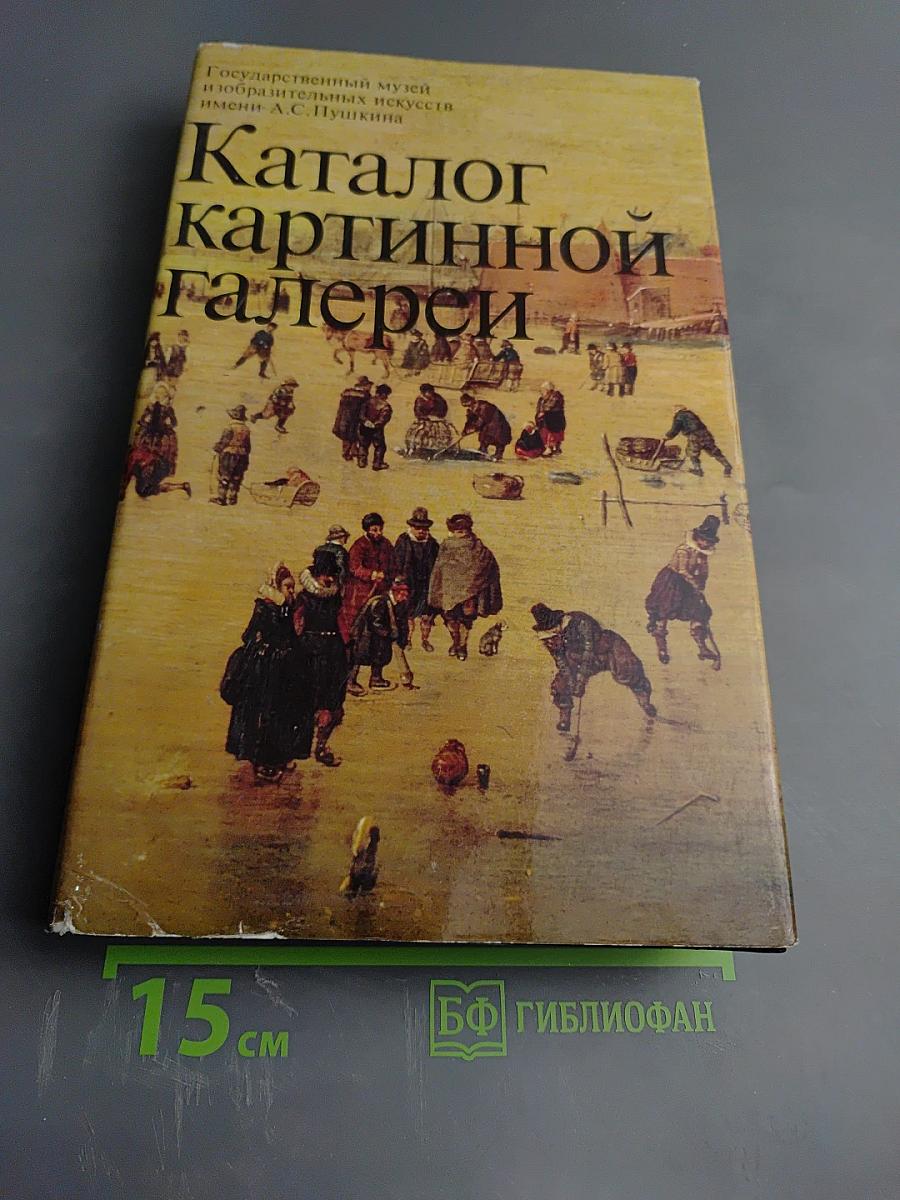 Государственный музей
изобразительных искусств
имени А.С.Пушкина
Каталог
картинной
галереи
15 см
БФ ГИБЛИОФАН